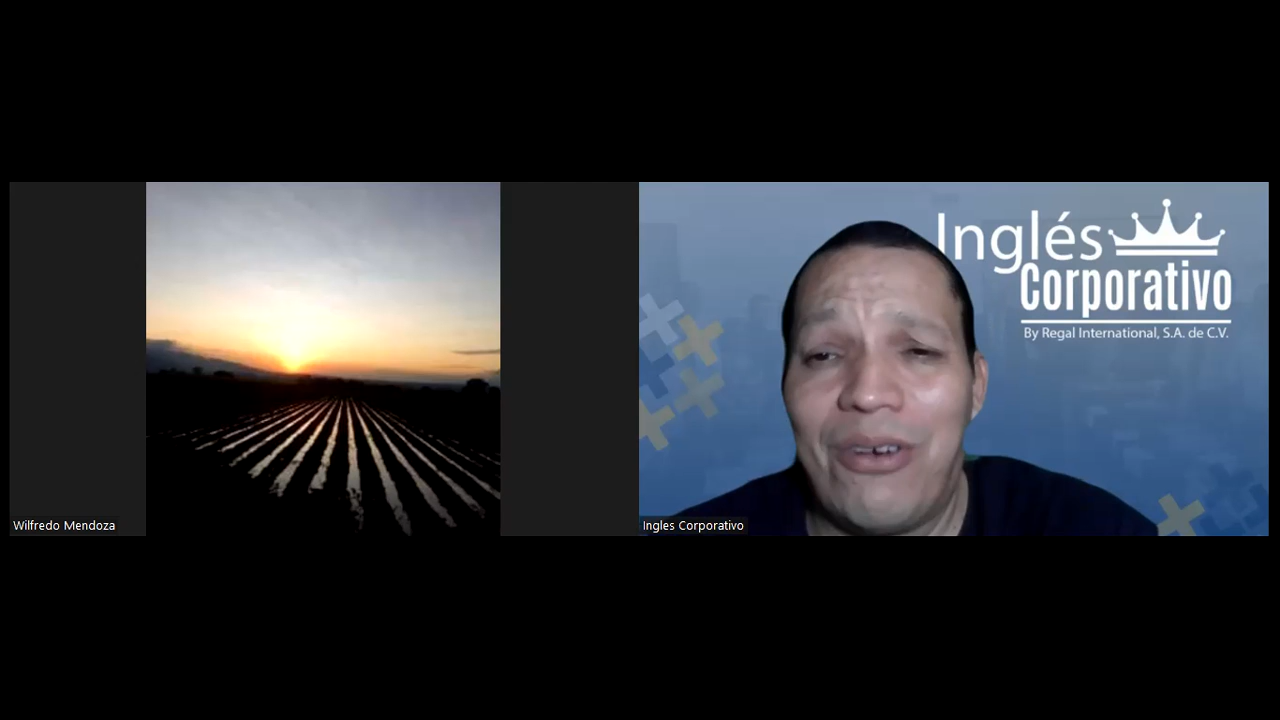 Inglés
Corporativo
By Regal International, S.A. de C.V.
Wilfredo Mendoza
Ingles Corporativo